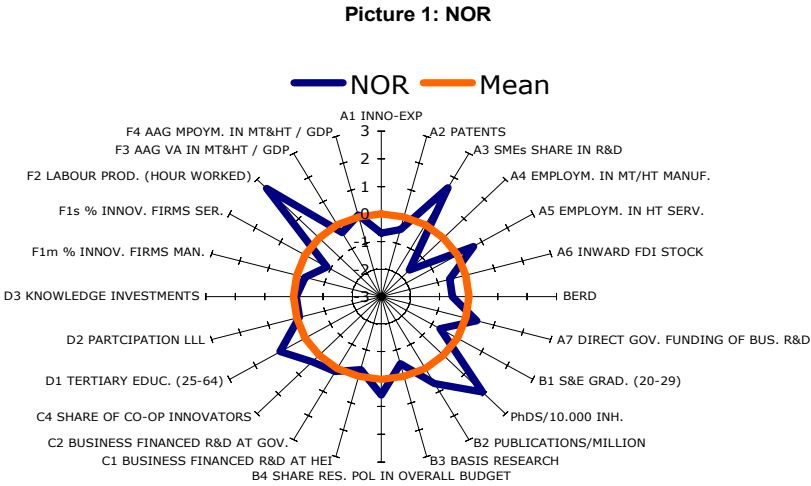 Picture 1: NOR
NOR Mean
A1 INNO-EXP
F4 AAG MPOYM. IN MT&HT / GDP
A2 PATENTS
F3 AAG VA IN MT&HT / GDP
A3 SMEs SHARE IN R&D
F2 LABOUR PROD. (HOUR WORKED)
A4 EMPLOYM. IN MT/HT MANUF.
F1s % INNOV. FIRMS SER.
A5 EMPLOYM. IN HT SERV.
F1m % INNOV. FIRMS MAN.
A6 INWARD FDI STOCK
D3 KNOWLEDGE INVESTMENTS
BERD
D2 PARTCIPATION LLL
A7 DIRECT GOV. FUNDING OF BUS. R&D
D1 TERTIARY EDUC. (25-64)
B1 S&E GRAD. (20-29)
C4 SHARE OF CO-OP INNOVATORS
PhDS/10.000 INH.
C2 BUSINESS FINANCED R&D AT GOV.
B2 PUBLICATIONS/MILLION
C1 BUSINESS FINANCED R&D AT HEI
B3 BASIS RESEARCH
B4 SHARE RES. POL IN OVERALL BUDGET
3
2
1
0
-1
-2
-3